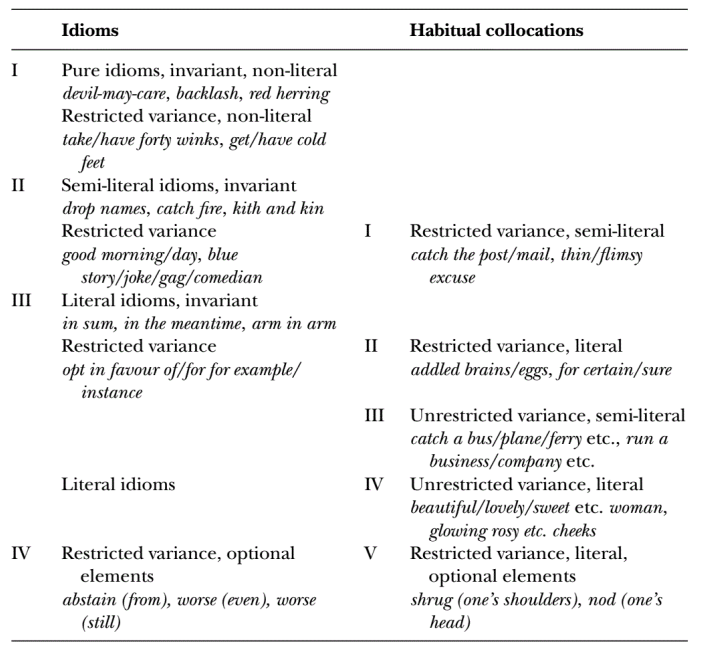 Idioms Habitual collocations
I Pure idioms, invariant, non-literal
devil-may-care, backlash, red herring
Restricted variance, non-literal
take/have forty winks, get/have cold
feet
II Semi-literal idioms, invariant
drop names, catch fire, kith and kin
Restricted variance I Restricted variance, semi-literal
good morning/day, blue catch the post/mail, thin/flimsy
story/joke/gag/comedian excuse
III Literal idioms, invariant
in sum, in the meantime, arm in arm
Restricted variance II Restricted variance, literal
opt in favour of/for for example/ addled brains/eggs, for certain/sure
instance
III Unrestricted variance, semi-literal
catch a bus/plane/ferry etc., run a
business/company etc.
Literal idioms IV Unrestricted variance, literal
beautiful/lovely/sweet etc. woman,
glowing rosy etc. cheeks
IV Restricted variance, optional V Restricted variance, literal,
elements optional elements
abstain (from), worse (even), worse shrug (one's shoulders), nod (one's
(still) head)